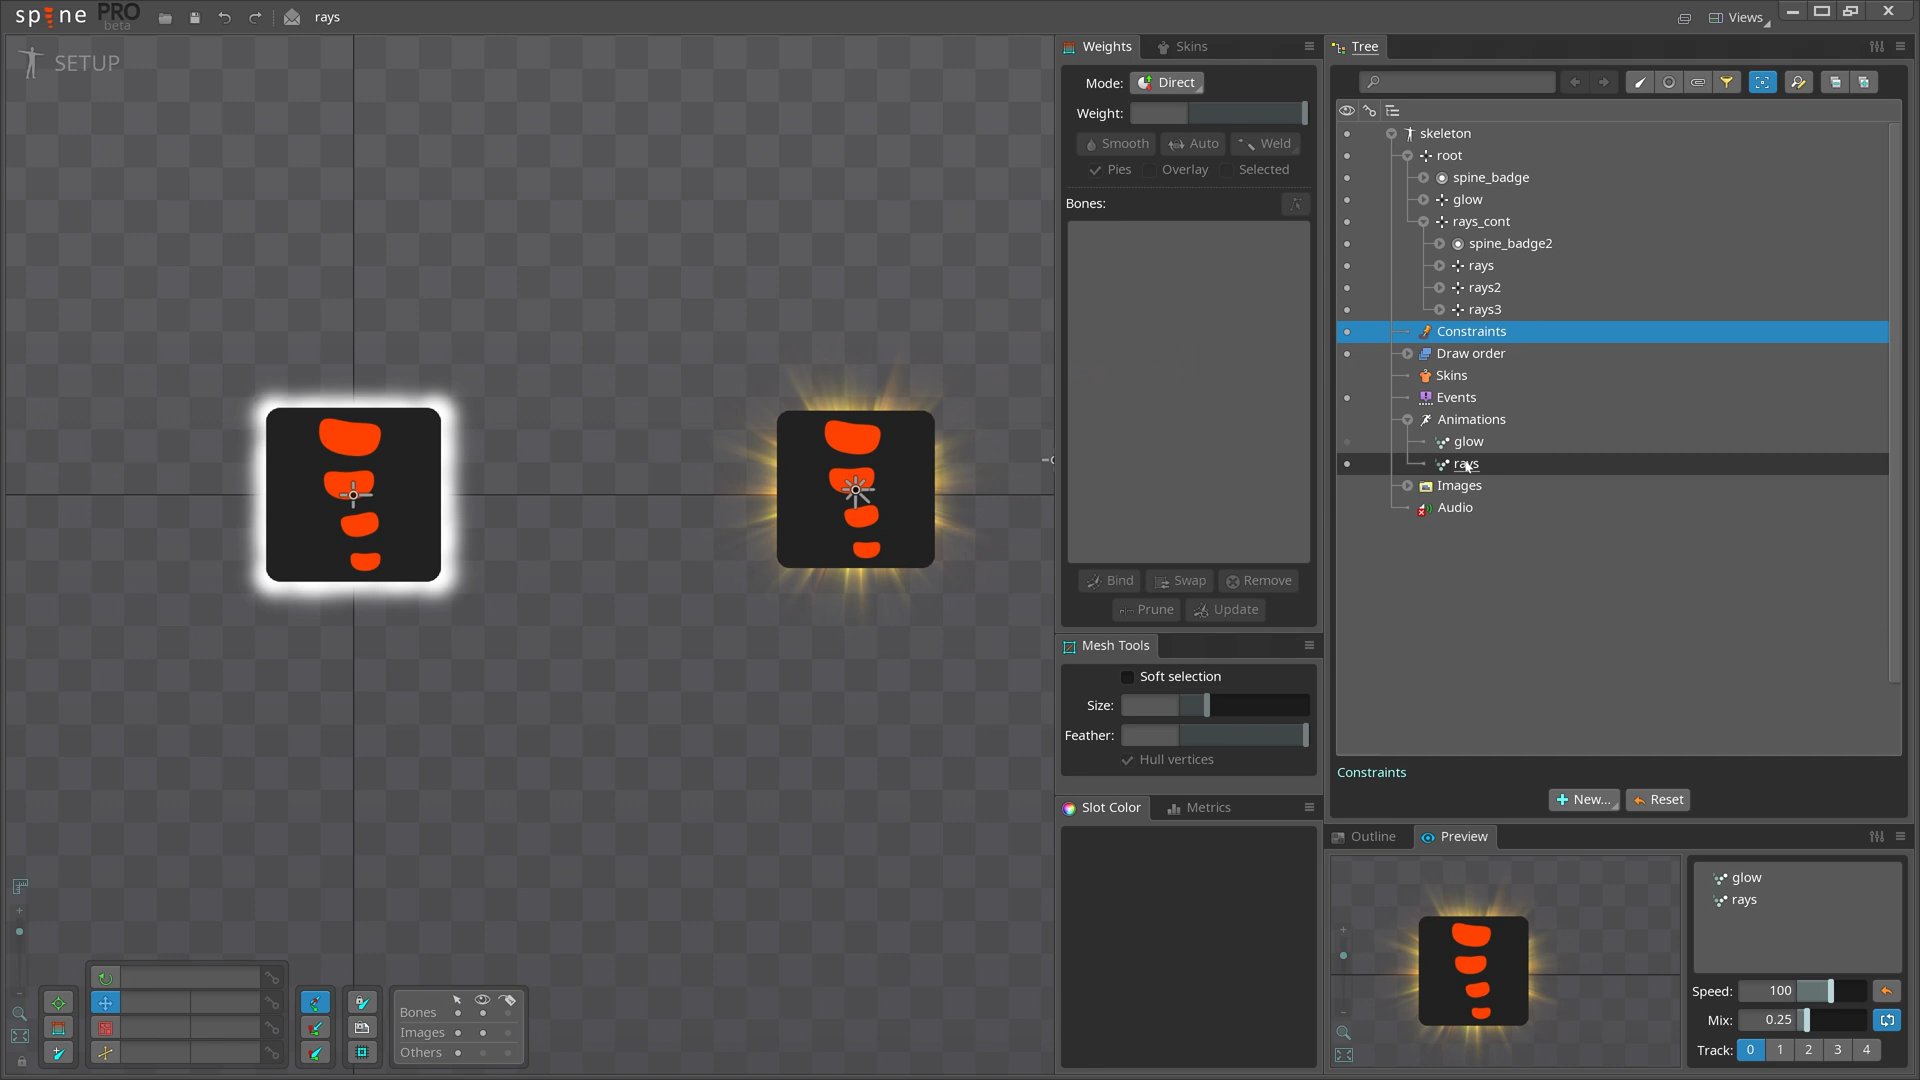 spine PRO
beta
rays
Views
SETUP
Weights
Skins
Mode: Direct
Weight:
Smooth
Auto
Weld
Pies
Overlay
Selected
Bones:
Bind
Swap
Remove
Prune
Update
Mesh Tools
Soft selection
Size:
Feather:
Hull vertices
Slot Color
Metrics
Tree
skeleton
root
spine_badge
glow
rays_cont
spine_badge2
rays
rays2
rays3
Constraints
Draw order
Skins
Events
Animations
glow
rays
Images
Audio
Constraints
New...
Reset
Outline
Preview
glow
rays
Speed: 100
Mix: 0.25
Track: 0 1 2 3 4
Bones
Images
Others